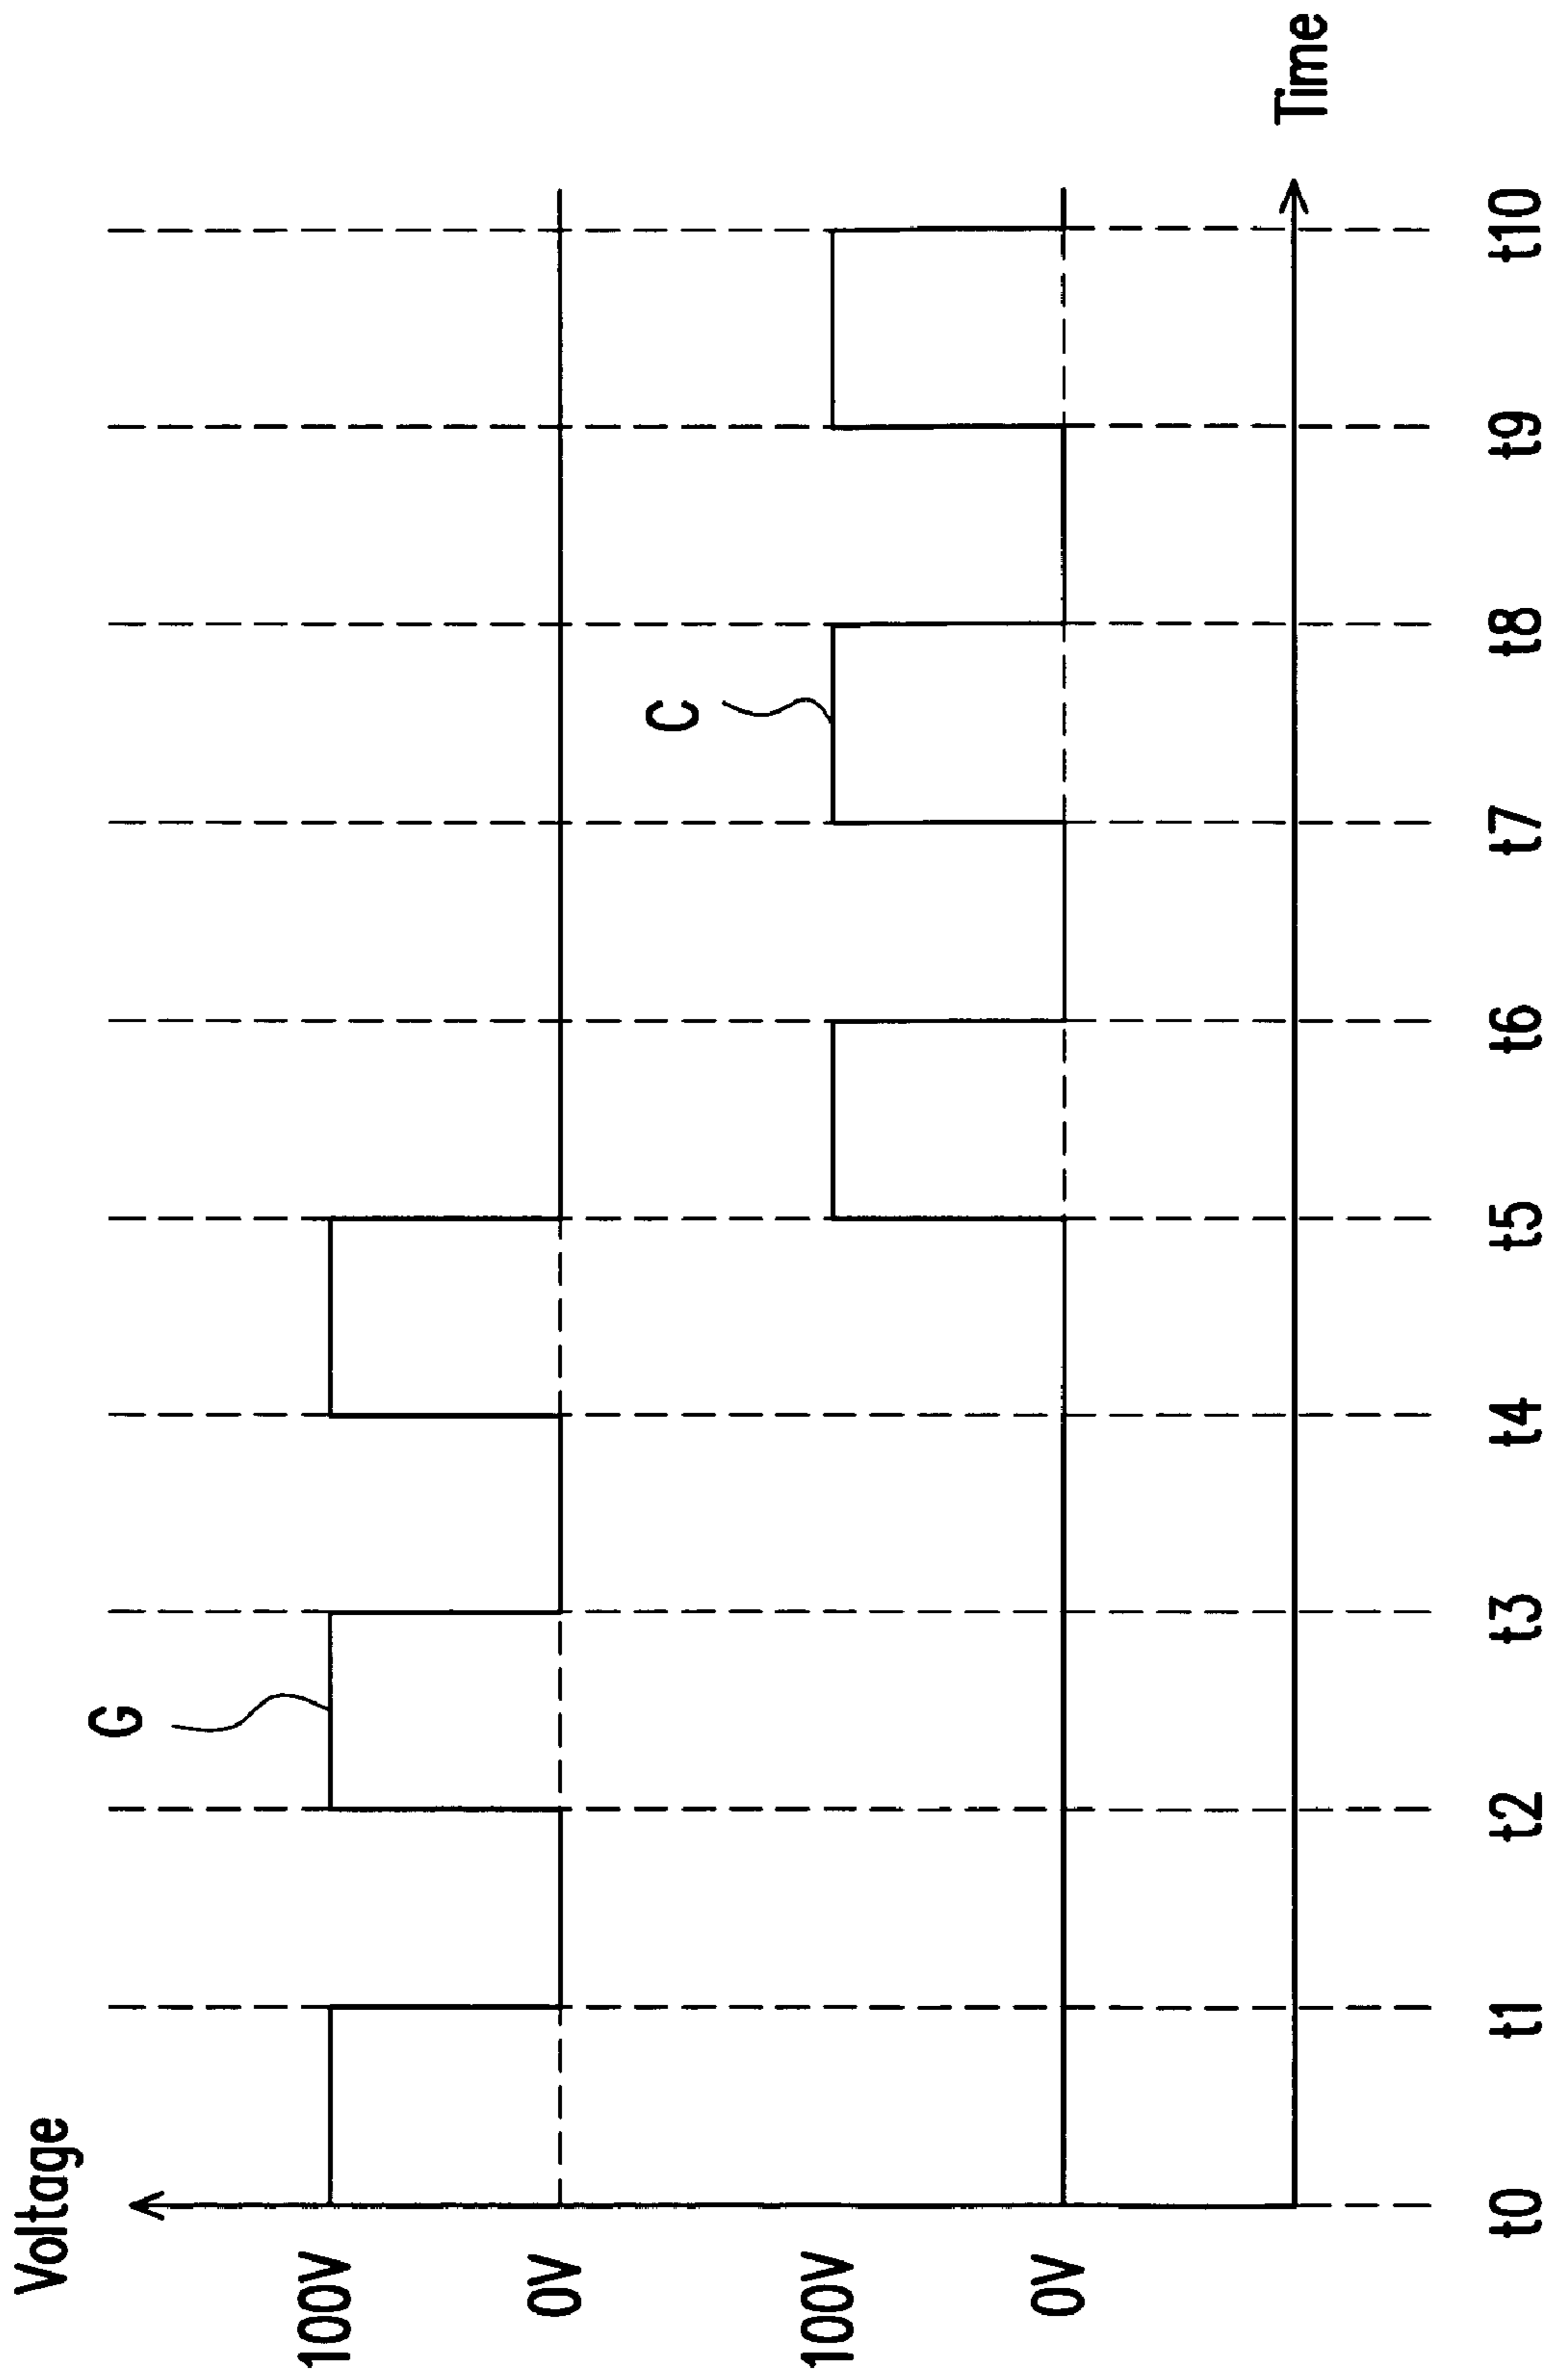 Voltage
G
100V
0V
C
100V
0V
Time
t0 t1 t2 t3 t4 t5 t6 t7 t8 t9 t10